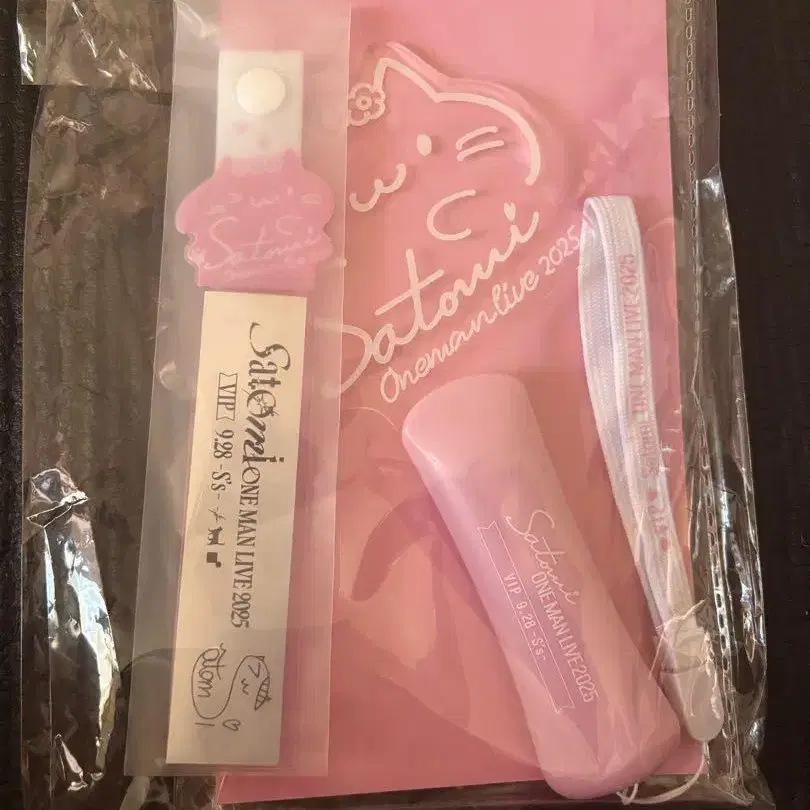 Satomi
Onemanlive 2025
Satomi
SatOmi ONE MAN LIVE 2025
VIP 9.28 -S's-
Satomi
Satomi
ONE MAN LIVE 2025
VIP 9.28 -S's-
ONE MAN LIVE 2025